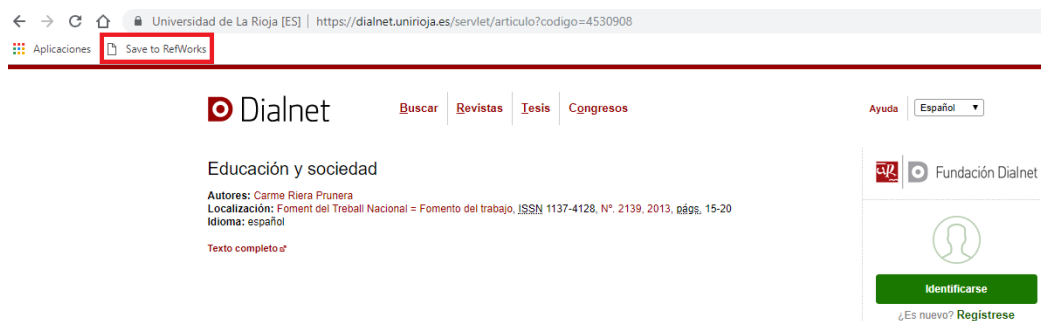 Universidad de La Rioja [ES] | https://dialnet.unirioja.es/servlet/articulo?codigo=4530908
Aplicaciones Save to RefWorks
Dialnet Buscar Revistas Tesis Congresos Ayuda Español
Educación y sociedad
Autores: Carme Riera Prunera
Localización: Foment del Treball Nacional = Fomento del trabajo, ISSN 1137-4128, Nº. 2139, 2013, págs. 15-20
Idioma: español
Texto completo
uR Fundación Dialnet
Identificarse
¿Es nuevo? Regístrese